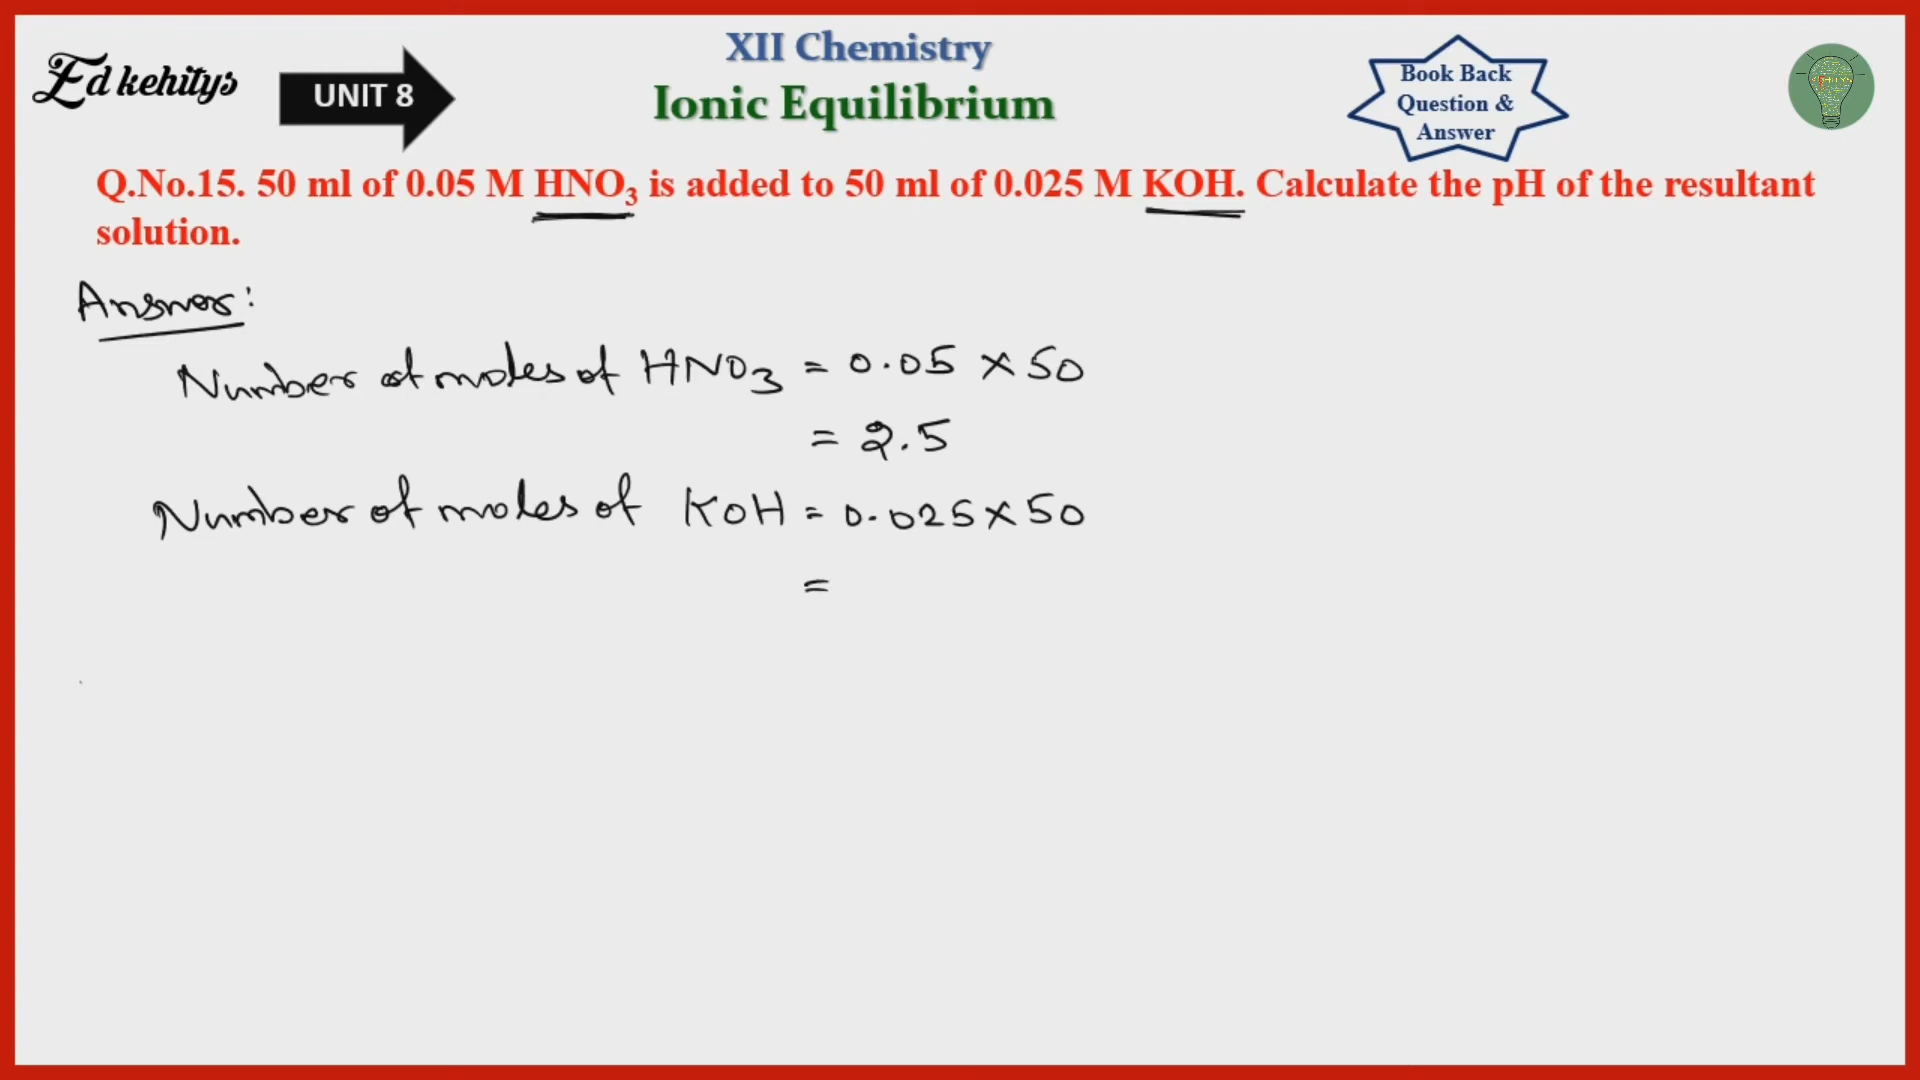 Ed kehitys
UNIT 8
XII Chemistry
Ionic Equilibrium
Book Back
Question &
Answer
Q.No.15. 50 ml of 0.05 M HNO₃ is added to 50 ml of 0.025 M KOH. Calculate the pH of the resultant
solution.
Answer:
Number of moles of HNO₃ = 0.05 × 50
= 2.5
Number of moles of KOH = 0.025 × 50
=